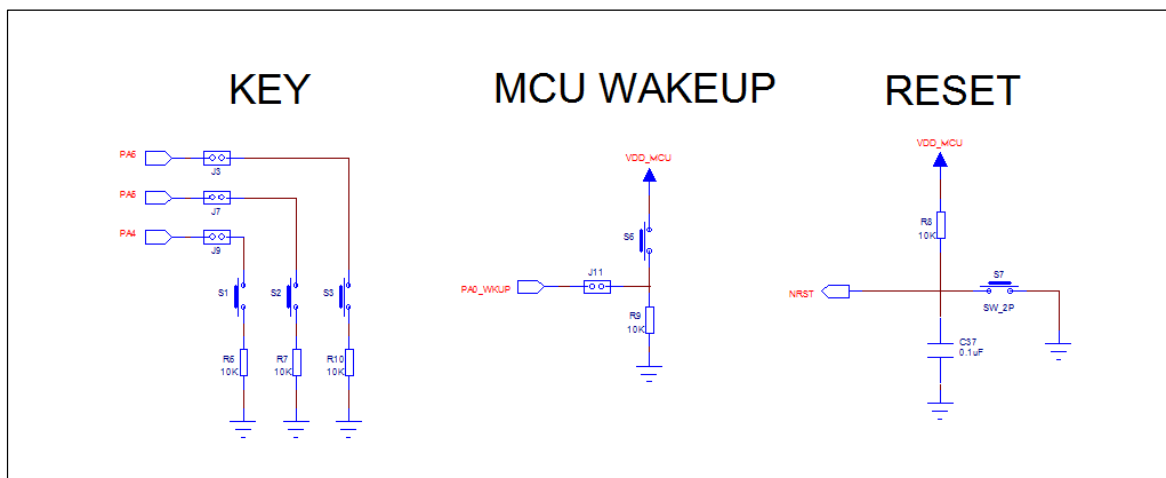 KEY
MCU WAKEUP
RESET
PA6
J3
PA5
J7
PA4
J9
S1
S2
S3
R6
10K
R7
10K
R10
10K
VDD_MCU
S6
J11
PA0_WKUP
R9
10K
VDD_MCU
R8
10K
NRST
S7
SW_2P
C37
0.1uF